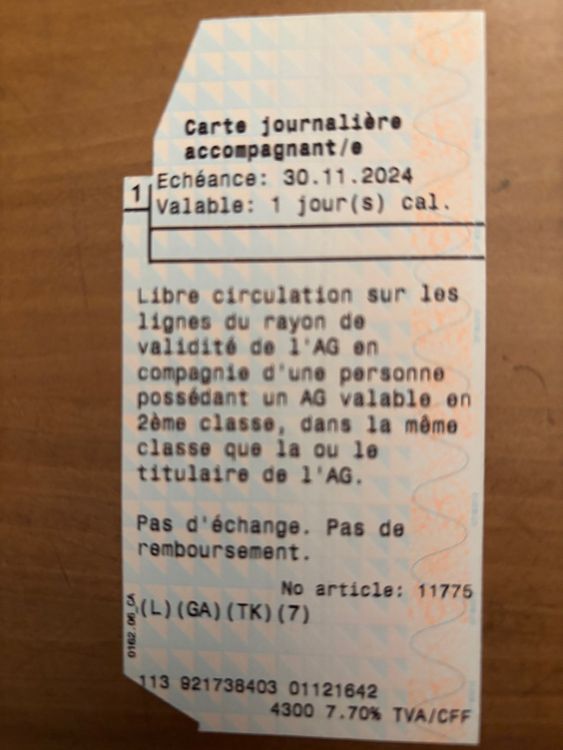 Carte journalière
accompagnant/e
Echéance: 30.11.2024
1
Valable: 1 jour(s) cal.
Libre circulation sur les
lignes du rayon de
validité de l'AG en
compagnie d'une personne
possédant un AG valable en
2ème classe, dans la même
classe que la ou le
titulaire de l'AG.
Pas d'échange. Pas de
remboursement.
No article: 11775
(L)(GA)(TK)(7)
0162.06_CA
113 921738403 01121642
4300 7.70% TVA/CFF